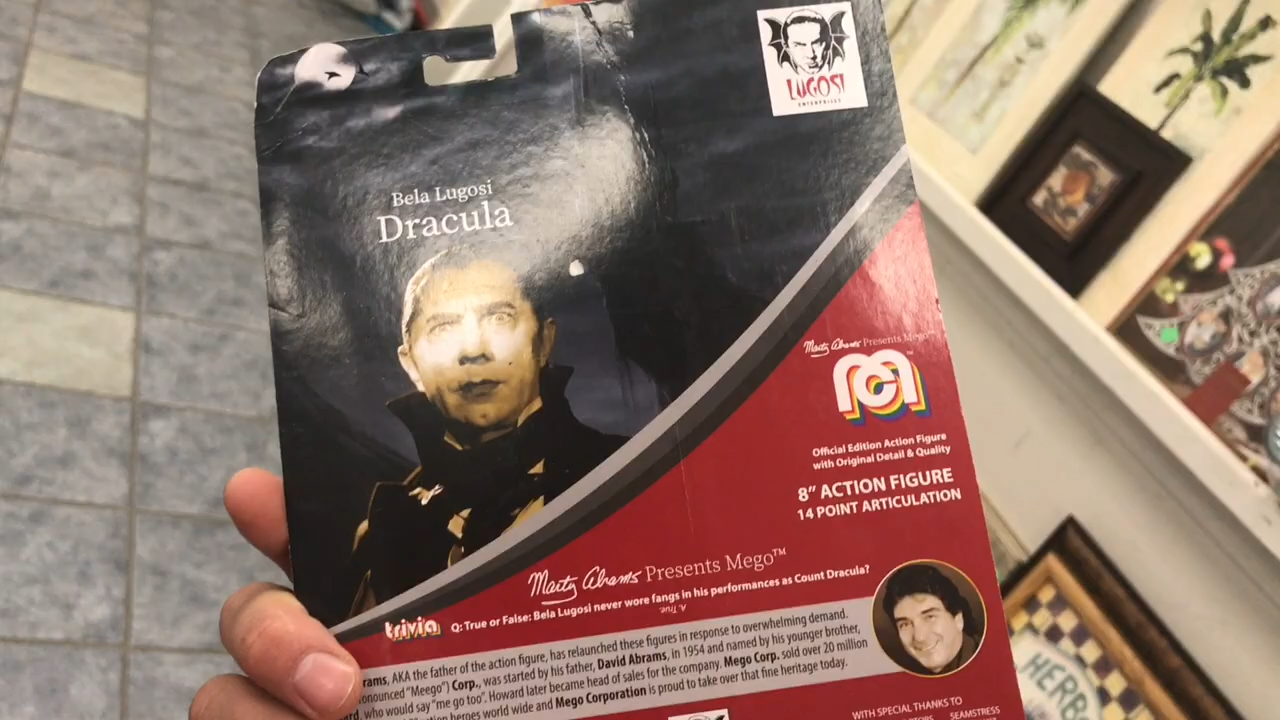 LUGOSI
ENTERPRISES
Bela Lugosi
Dracula
Marty Abrams Presents Mego™
Official Edition Action Figure
with Original Detail & Quality
8” ACTION FIGURE
14 POINT ARTICULATION
Marty Abrams Presents Mego™
trivia Q: True or False: Bela Lugosi never wore fangs in his performances as Count Dracula?
A: True.
rams, AKA the father of the action figure, has relaunched these figures in response to overwhelming demand.
onounced “Meego”) Corp., was started by his father, David Abrams, in 1954 and named by his younger brother,
rd, who would say “me go too”. Howard later became head of sales for the company. Mego Corp. sold over 20 million
heroes world wide and Mego Corporation is proud to take over that fine heritage today.
WITH SPECIAL THANKS TO
SEAMSTRESS
HERB